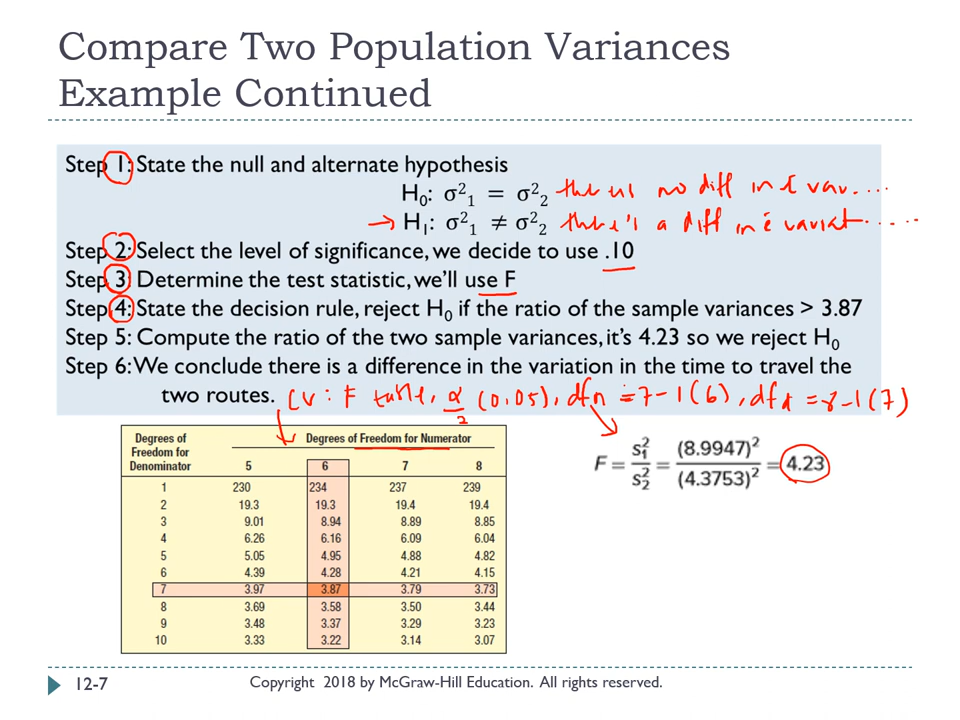 Compare Two Population Variances
Example Continued
Step 1: State the null and alternate hypothesis
H₀: σ²₁ = σ²₂ no diff in var....
→ H₁: σ²₁ ≠ σ²₂ there's a diff in .....
Step 2: Select the level of significance, we decide to use .10
Step 3: Determine the test statistic, we'll use F
Step 4: State the decision rule, reject H₀ if the ratio of the sample variances > 3.87
Step 5: Compute the ratio of the two sample variances, it's 4.23 so we reject H₀
Step 6: We conclude there is a difference in the variation in the time to travel the
two routes. CV : F table, α/2 (0.05), dfn = 7-1(6), dfd = 8-1(7)
Degrees of Freedom for Denominator Degrees of Freedom for Numerator
5 6 7 8
1 230 234 237 239
2 19.3 19.3 19.4 19.4
3 9.01 8.94 8.89 8.85
4 6.26 6.16 6.09 6.04
5 5.05 4.95 4.88 4.82
6 4.39 4.28 4.21 4.15
7 3.97 3.87 3.79 3.73
8 3.69 3.58 3.50 3.44
9 3.48 3.37 3.29 3.23
10 3.33 3.22 3.14 3.07
F = s₁²/s₂² = (8.9947)²/(4.3753)² = 4.23
12-7 Copyright 2018 by McGraw-Hill Education. All rights reserved.